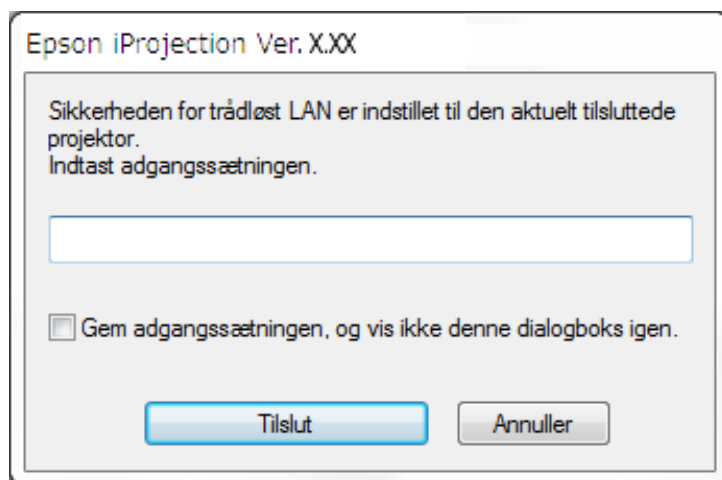 Epson iProjection Ver. X.XX
Sikkerheden for trådløst LAN er indstillet til den aktuelt tilsluttede
projektor.
Indtast adgangssætningen.
Gem adgangssætningen, og vis ikke denne dialogboks igen.
Tilslut
Annuller